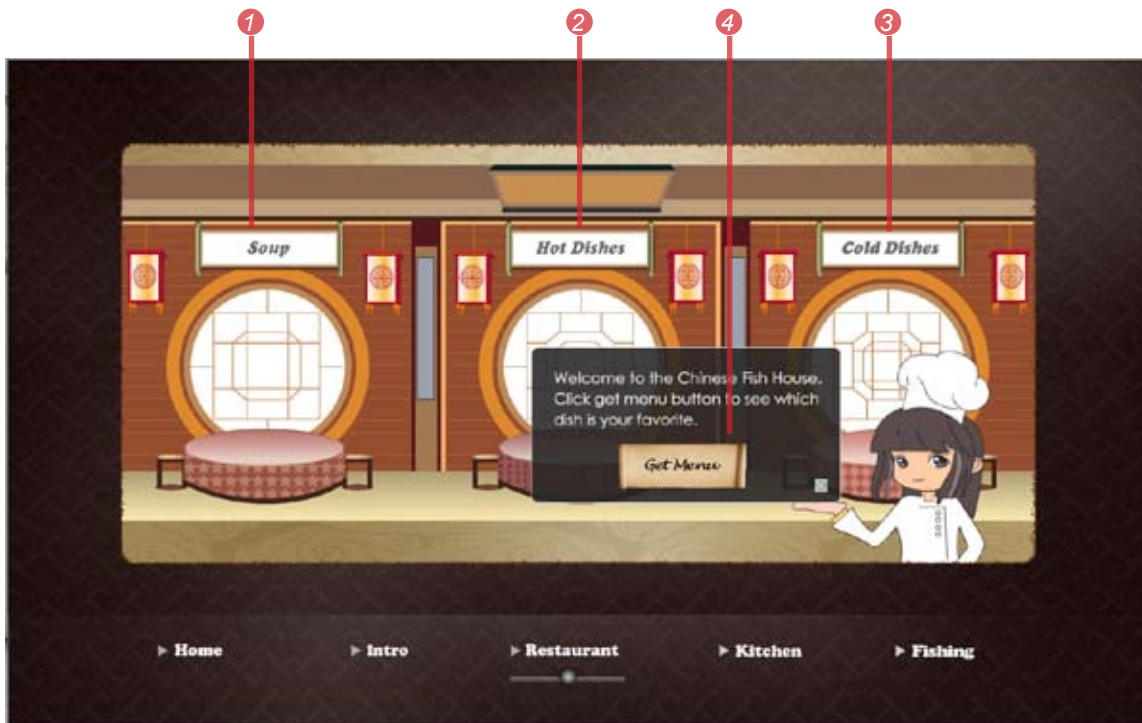 1 2 4 3
Soup Hot Dishes Cold Dishes
Welcome to the Chinese Fish House.
Click get menu button to see which
dish is your favorite.
Get Menu
Home Intro Restaurant Kitchen Fishing